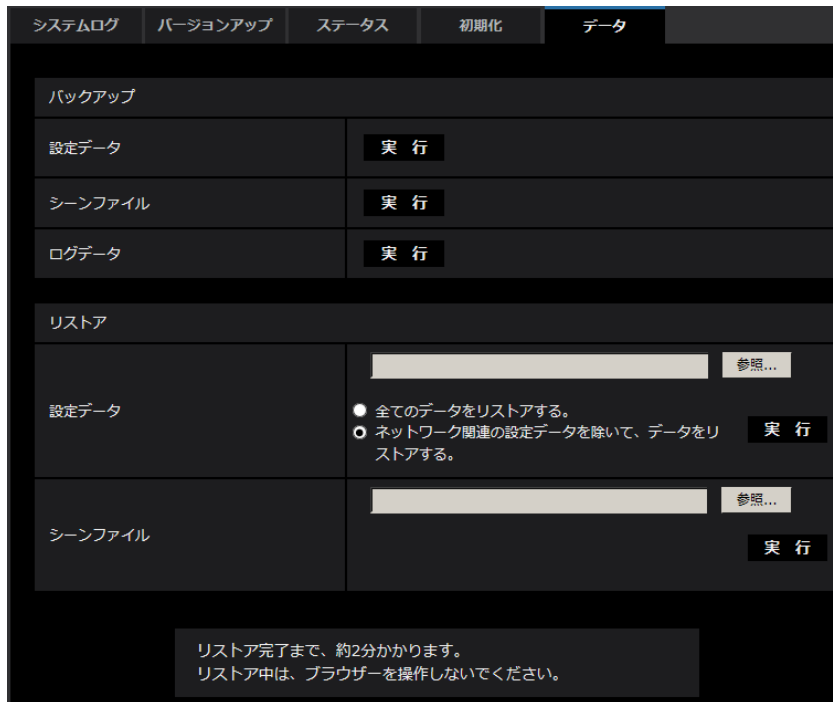 システムログ バージョンアップ ステータス 初期化 データ
バックアップ
設定データ 実 行
シーンファイル 実 行
ログデータ 実 行
リストア
参照...
設定データ
全てのデータをリストアする。
ネットワーク関連の設定データを除いて、データをリ
ストアする。
実 行
参照...
シーンファイル
実 行
リストア完了まで、約2分かかります。
リストア中は、ブラウザーを操作しないでください。